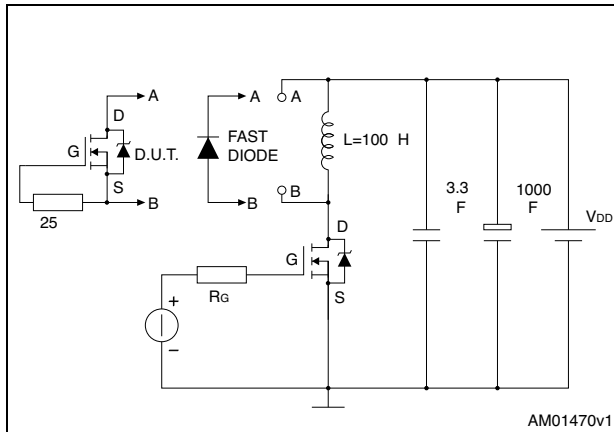 A
D
G
D.U.T.
S
B
25
A
FAST
DIODE
B
A
B
L=100 H
D
G
S
RG
+
−
3.3
F
1000
F
VDD
AM01470v1